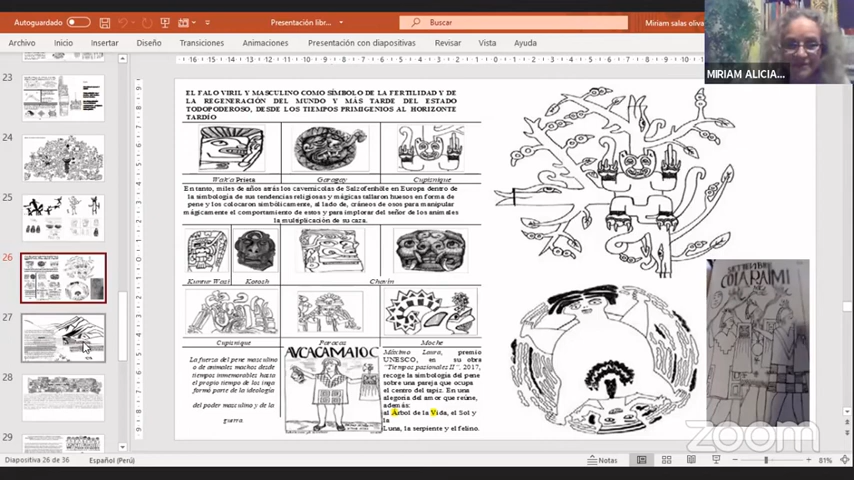 Autoguardado
Presentación libr...
Buscar
Miriam salas oliva
Archivo
Inicio
Insertar
Diseño
Transiciones
Animaciones
Presentación con diapositivas
Revisar
Vista
Ayuda
MIRIAM ALICIA...
23
24
25
26
27
28
29
EL FALO VIRIL Y MASCULINO COMO SÍMBOLO DE LA FERTILIDAD Y DE
LA REGENERACIÓN DEL MUNDO Y MÁS TARDE DEL ESTADO
TODOPODEROSO, DESDE LOS TIEMPOS PRIMIGENIOS AL HORIZONTE
TARDÍO
Waka Prieta
Garagay
Cupiznique
En tanto, miles de años atrás los cavernícolas de Salzofenhöle en Europa dentro de
la simbología de sus tendencias religiosas y mágicas tallaron huesos en forma de
pene y los colocaron simbólicamente, al lado de, cráneos de osos para manipular
mágicamente el comportamiento de estos y para implorar del señor de los animales
la multiplicación de su caza.
Kuntur Wasi
Kotosh
Chavín
Cupiznique
Paracas
Moche
La fuerza del pene masculino
o de animales machos desde
tiempos inmemoriales hasta
el propio tiempo de los inga
forma parte de la ideología
del poder masculino y de la
guerra
AVCACAMAIOC
Máximo Laura, premio
UNESCO, en su obra
"Tiempos pasionales II", 2017,
recoge la simbología del pene
sobre una pareja que ocupa
el centro del tapiz. En una
alegoría del amor que reúne,
además:
al Árbol de la Vida, el Sol y
la
Luna, la serpiente y el felino.
SETIEMBRE
COIARAIMI
zoom
Diapositiva 26 de 36
Español (Perú)
Notas
81%